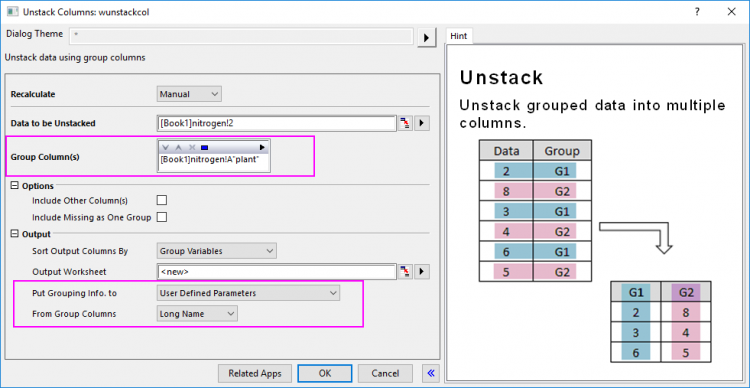 Unstack Columns: wunstackcol
?
Dialog Theme *
Hint
Unstack data using group columns
Recalculate Manual
Data to be Unstacked [Book1]nitrogen!2
Group Column(s)
[Book1]nitrogen!A"plant"
Options
Include Other Column(s)
Include Missing as One Group
Output
Sort Output Columns By Group Variables
Output Worksheet <new>
Put Grouping Info. to User Defined Parameters
From Group Columns Long Name
Related Apps OK Cancel
Unstack
Unstack grouped data into multiple
columns.
Data Group
2 G1
8 G2
3 G1
4 G2
6 G1
5 G2
G1 G2
2 8
3 4
6 5